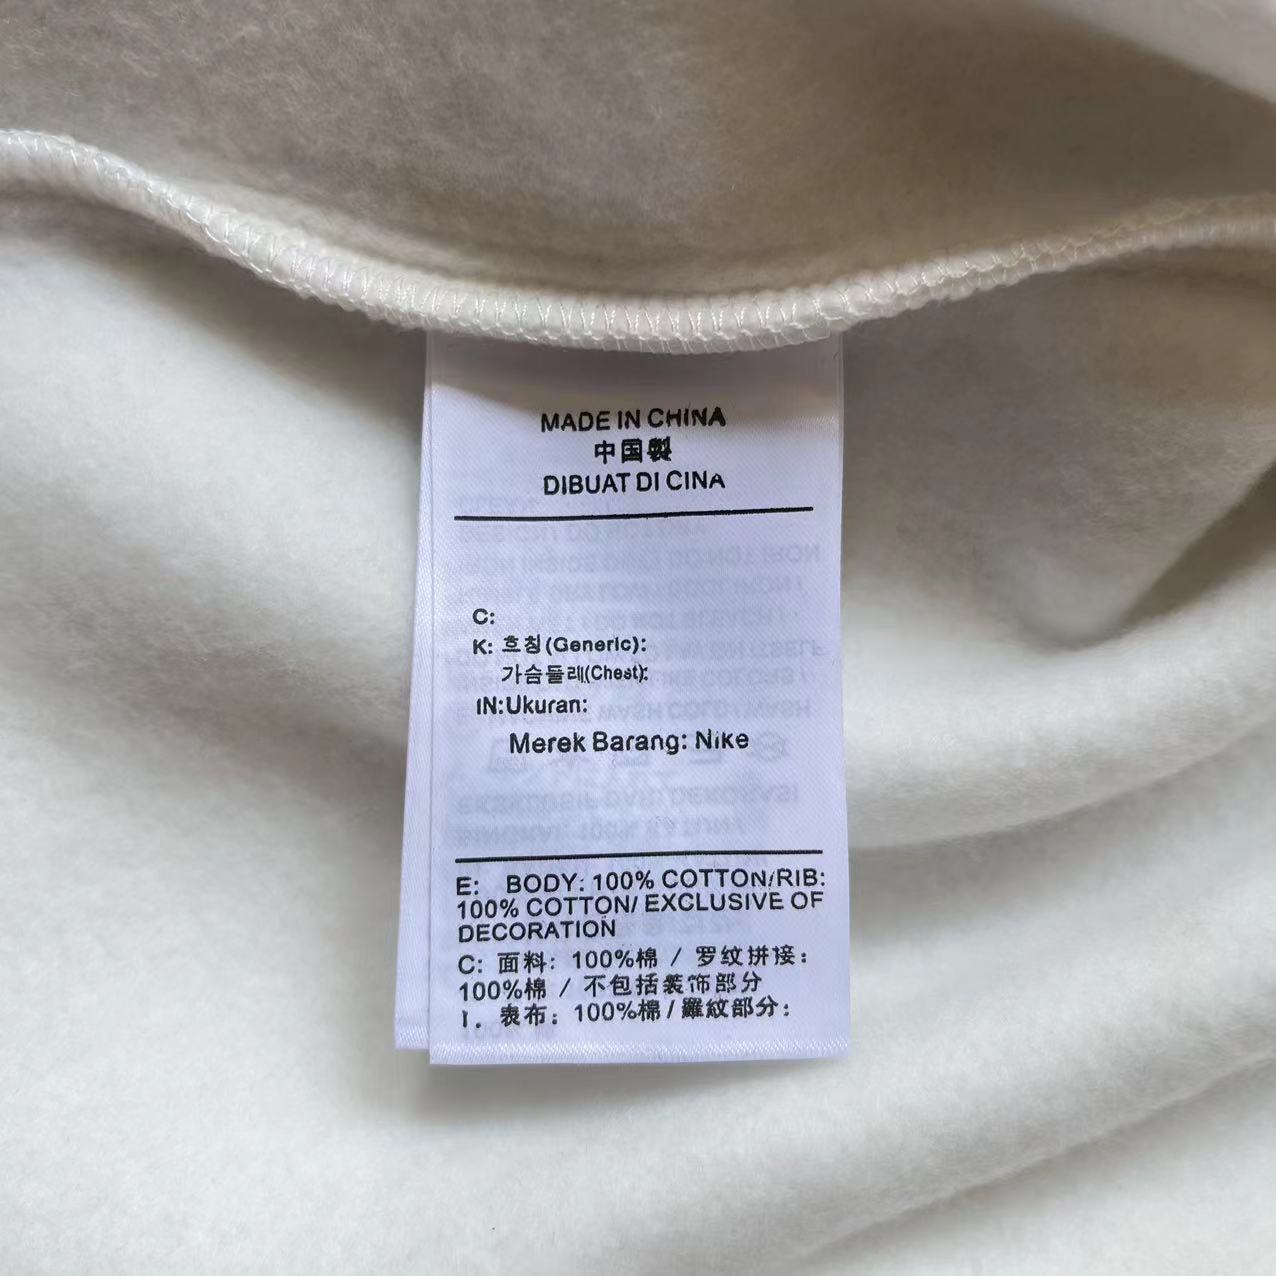 MADE IN CHINA
中国製
DIBUAT DI CINA
C:
K: 흐칭(Generic):
가슴둘레(Chest):
IN:Ukuran:
Merek Barang: Nike
E: BODY: 100% COTTON/RIB:
100% COTTON/ EXCLUSIVE OF
DECORATION
C: 面料: 100%棉 / 罗纹拼接:
100%棉 / 不包括装饰部分
I. 表布: 100%棉 / 羅紋部分: